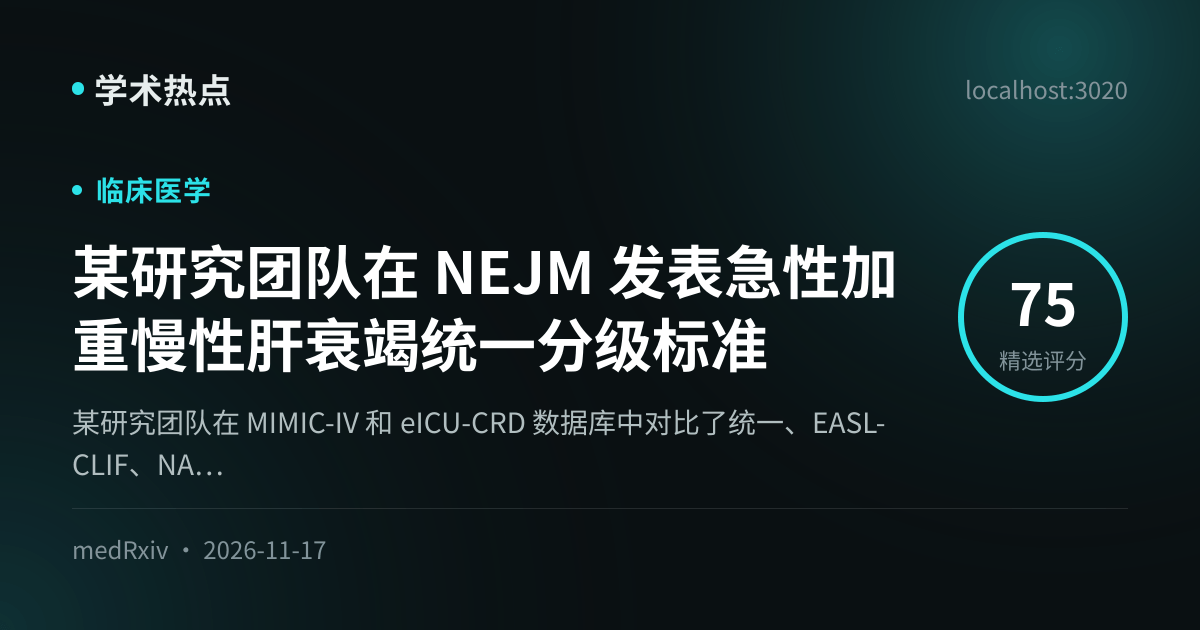 学术热点
localhost:3020
临床医学
某研究团队在 NEJM 发表急性加
重慢性肝衰竭统一分级标准
75
精选评分
某研究团队在 MIMIC-IV 和 eICU-CRD 数据库中对比了统一、EASL-
CLIF、NA…
medRxiv · 2026-11-17